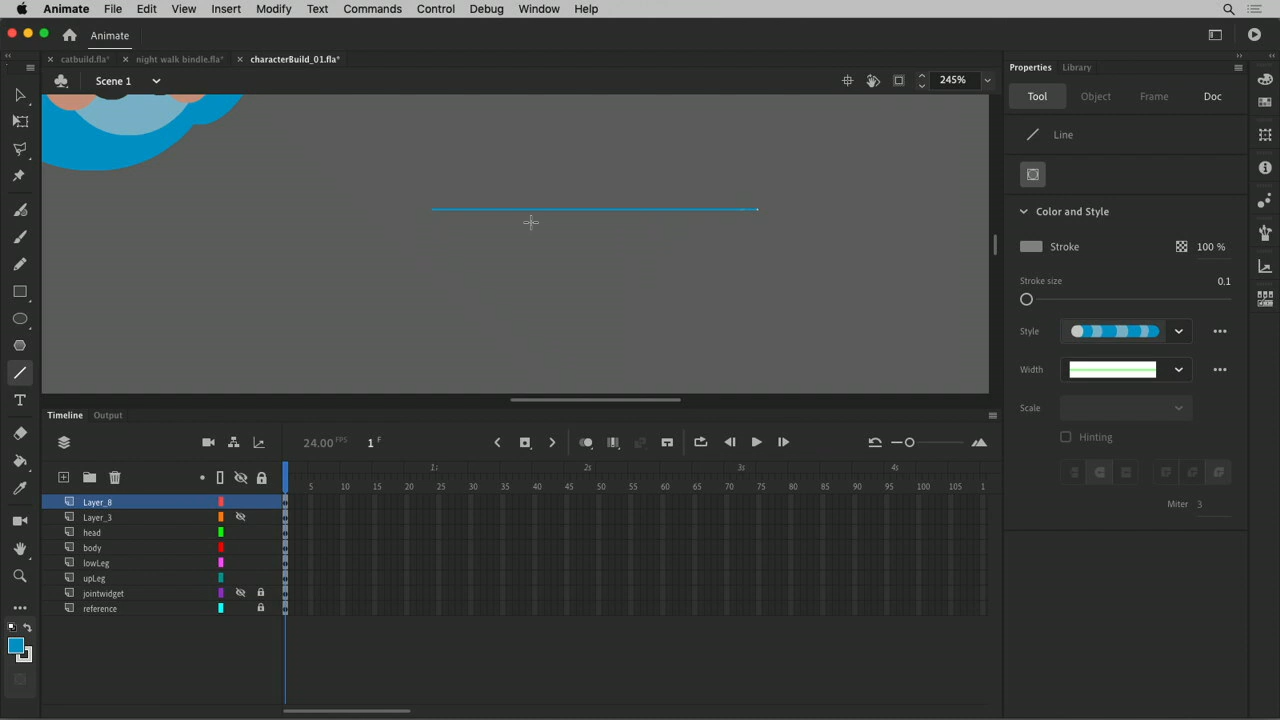 Animate File Edit View Insert Modify Text Commands Control Debug Window Help
Animate
catbuild.fla* night walk bindle.fla* characterBuild_01.fla*
Scene 1 245%
Properties Library
Tool Object Frame Doc
Line
Color and Style
Stroke 100 %
Stroke size 0.1
Style
Width
Scale
Hinting
Miter 3
Timeline Output
24.00 FPS 1 F
1s 2s 3s 4s
5 10 15 20 25 30 35 40 45 50 55 60 65 70 75 80 85 90 95 100 105 1
Layer_8
Layer_3
head
body
lowLeg
upLeg
jointwidget
reference